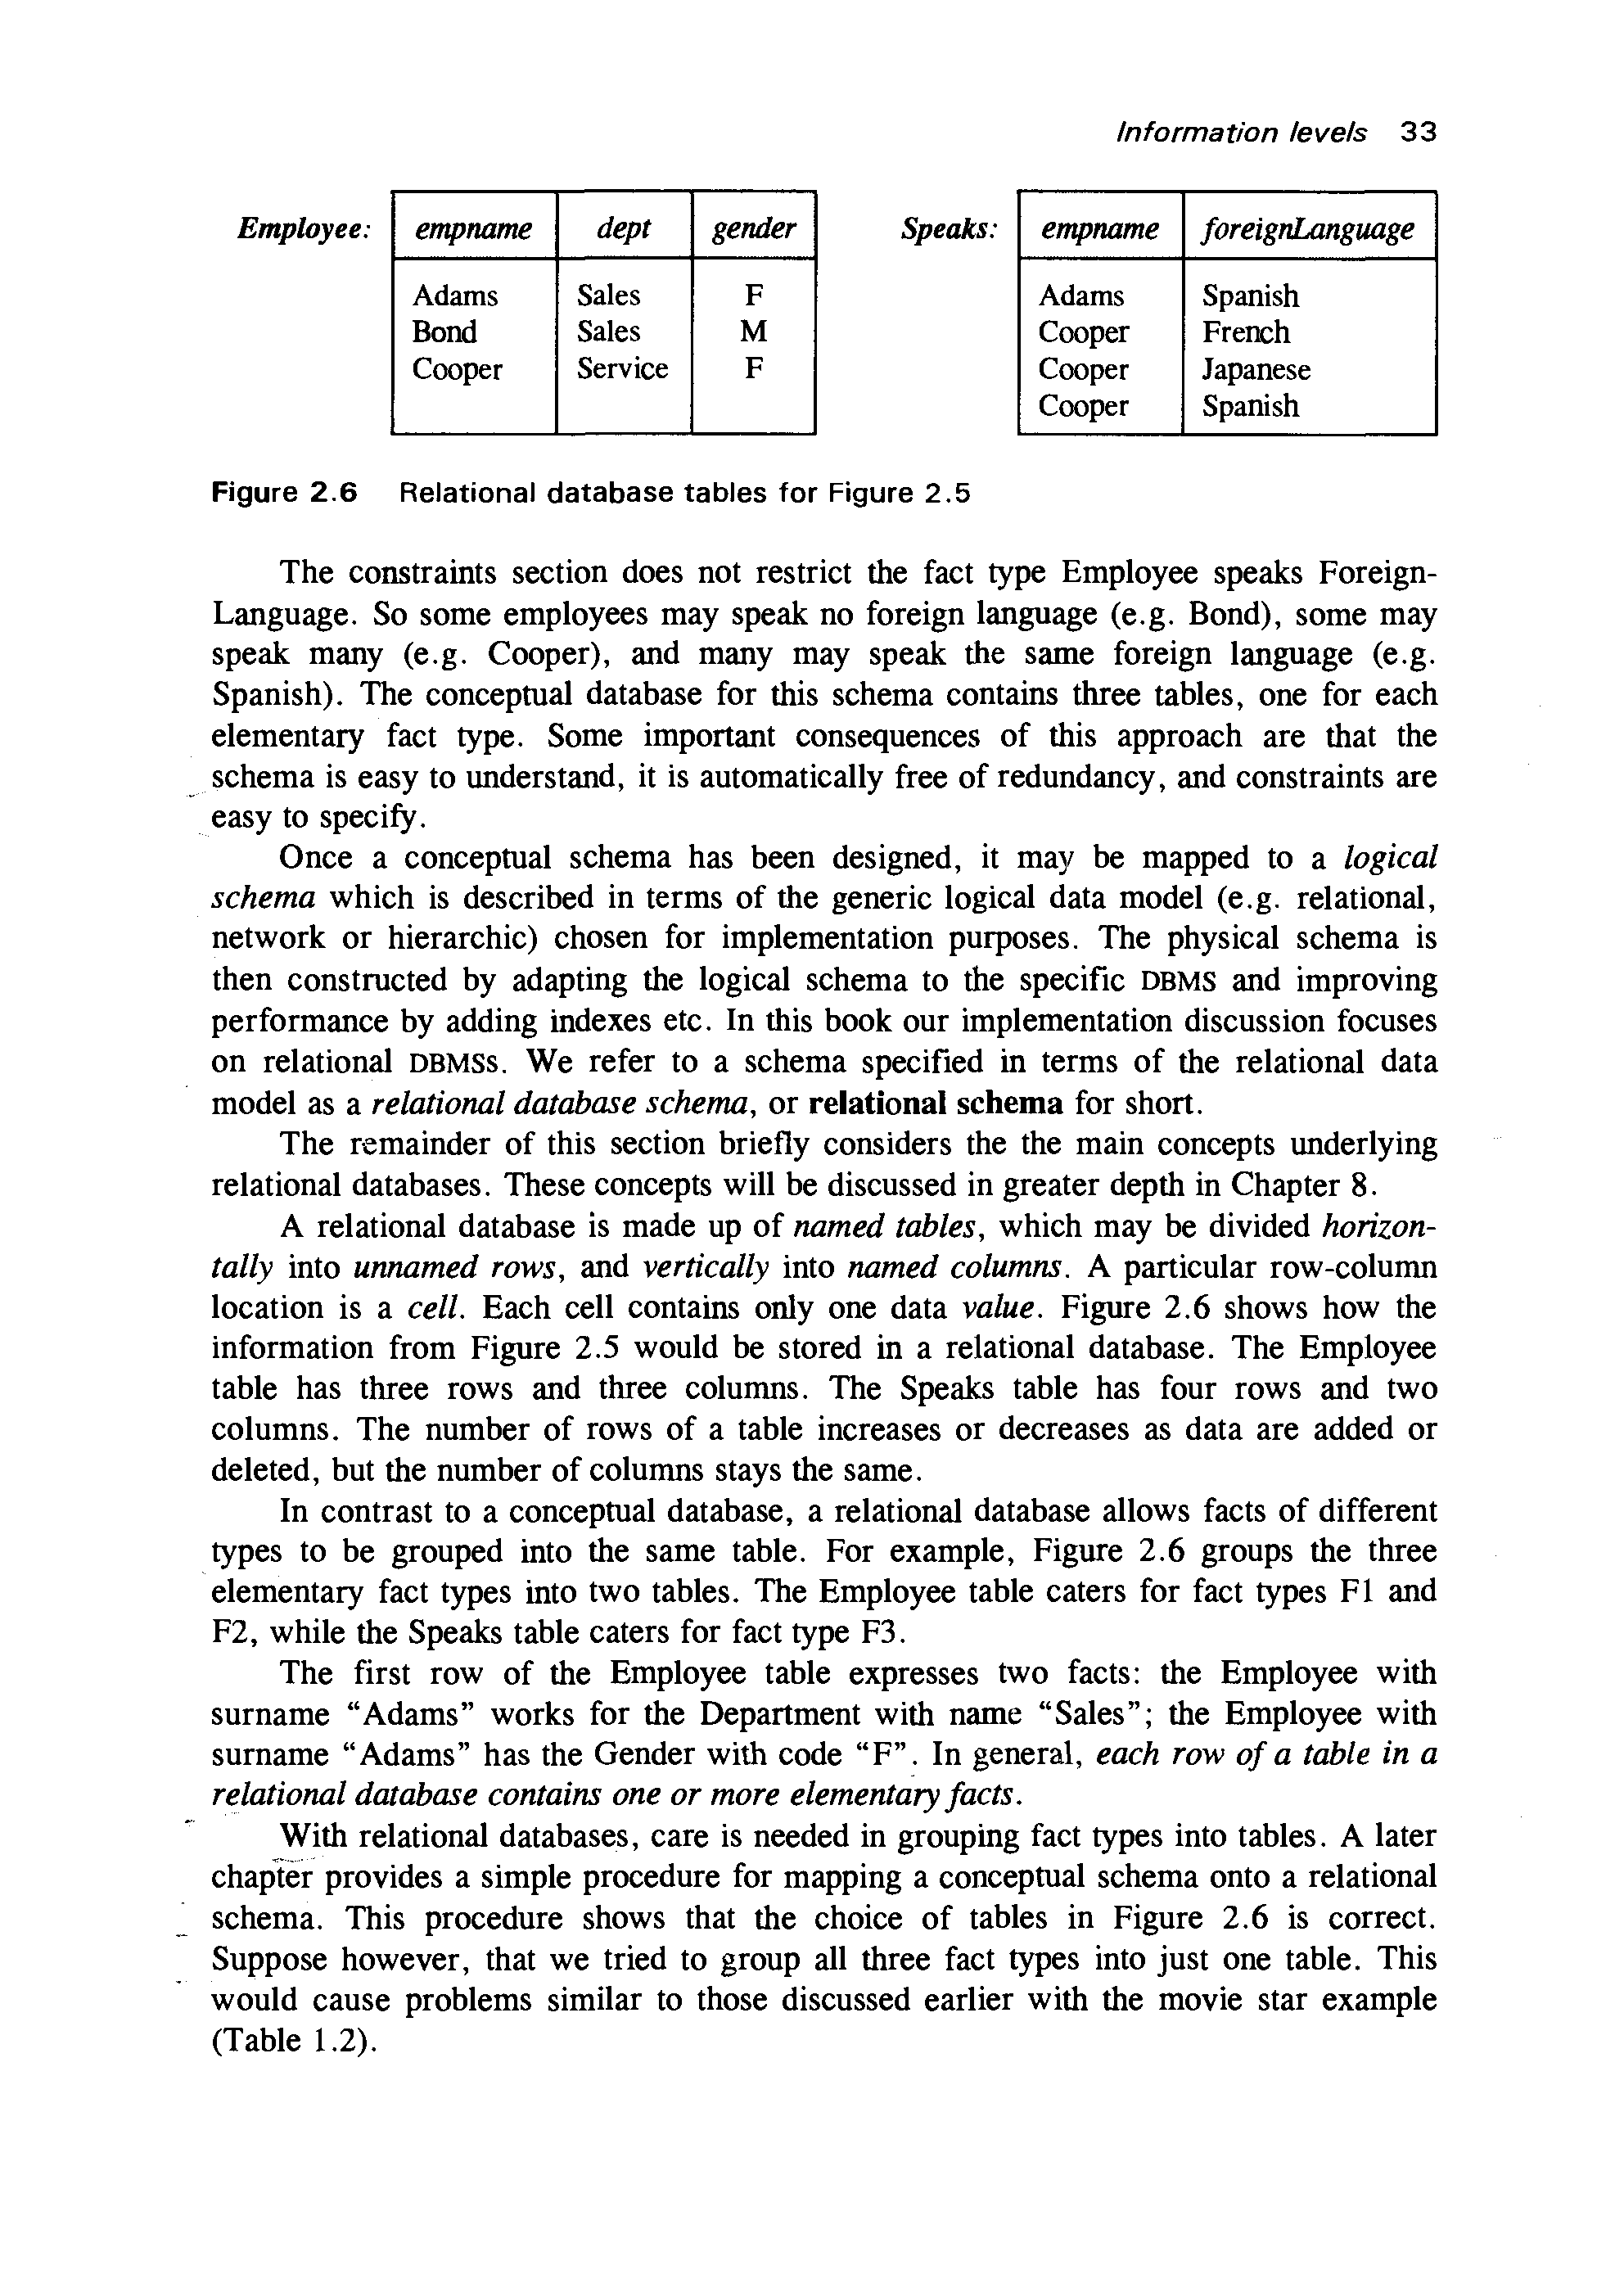 Information levels 33
Employee: empname dept gender Speaks: empname foreignLanguage
Adams Sales F Adams Spanish
Bond Sales M Cooper French
Cooper Service F Cooper Japanese
Cooper Spanish
Figure 2.6 Relational database tables for Figure 2.5
The constraints section does not restrict the fact type Employee speaks Foreign-
Language. So some employees may speak no foreign language (e.g. Bond), some may
speak many (e.g. Cooper), and many may speak the same foreign language (e.g.
Spanish). The conceptual database for this schema contains three tables, one for each
elementary fact type. Some important consequences of this approach are that the
schema is easy to understand, it is automatically free of redundancy, and constraints are
easy to specify.
Once a conceptual schema has been designed, it may be mapped to a logical
schema which is described in terms of the generic logical data model (e.g. relational,
network or hierarchic) chosen for implementation purposes. The physical schema is
then constructed by adapting the logical schema to the specific DBMS and improving
performance by adding indexes etc. In this book our implementation discussion focuses
on relational DBMSs. We refer to a schema specified in terms of the relational data
model as a relational database schema, or relational schema for short.
The remainder of this section briefly considers the the main concepts underlying
relational databases. These concepts will be discussed in greater depth in Chapter 8.
A relational database is made up of named tables, which may be divided horizon-
tally into unnamed rows, and vertically into named columns. A particular row-column
location is a cell. Each cell contains only one data value. Figure 2.6 shows how the
information from Figure 2.5 would be stored in a relational database. The Employee
table has three rows and three columns. The Speaks table has four rows and two
columns. The number of rows of a table increases or decreases as data are added or
deleted, but the number of columns stays the same.
In contrast to a conceptual database, a relational database allows facts of different
types to be grouped into the same table. For example, Figure 2.6 groups the three
elementary fact types into two tables. The Employee table caters for fact types F1 and
F2, while the Speaks table caters for fact type F3.
The first row of the Employee table expresses two facts: the Employee with
surname “Adams” works for the Department with name “Sales”; the Employee with
surname “Adams” has the Gender with code “F”. In general, each row of a table in a
relational database contains one or more elementary facts.
With relational databases, care is needed in grouping fact types into tables. A later
chapter provides a simple procedure for mapping a conceptual schema onto a relational
schema. This procedure shows that the choice of tables in Figure 2.6 is correct.
Suppose however, that we tried to group all three fact types into just one table. This
would cause problems similar to those discussed earlier with the movie star example
(Table 1.2).